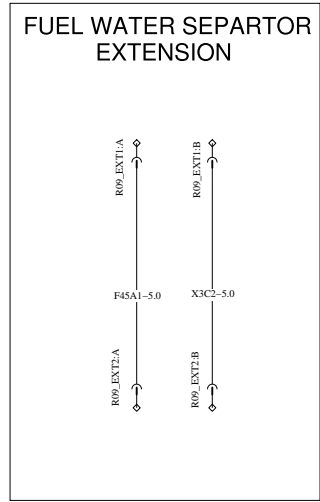 FUEL WATER SEPARTOR
EXTENSION
R09_EXT1:A
R09_EXT1:B
F45A1−5.0
X3C2−5.0
R09_EXT2:A
R09_EXT2:B